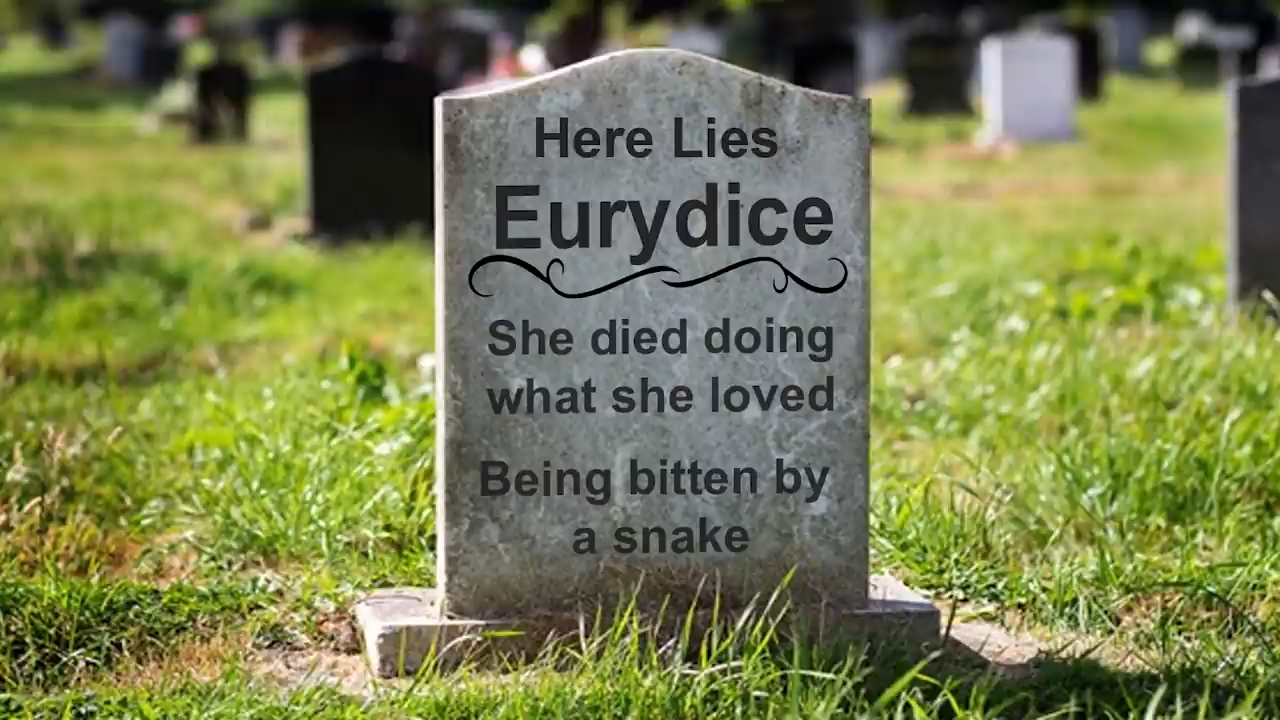 Here Lies
Eurydice
She died doing
what she loved
Being bitten by
a snake